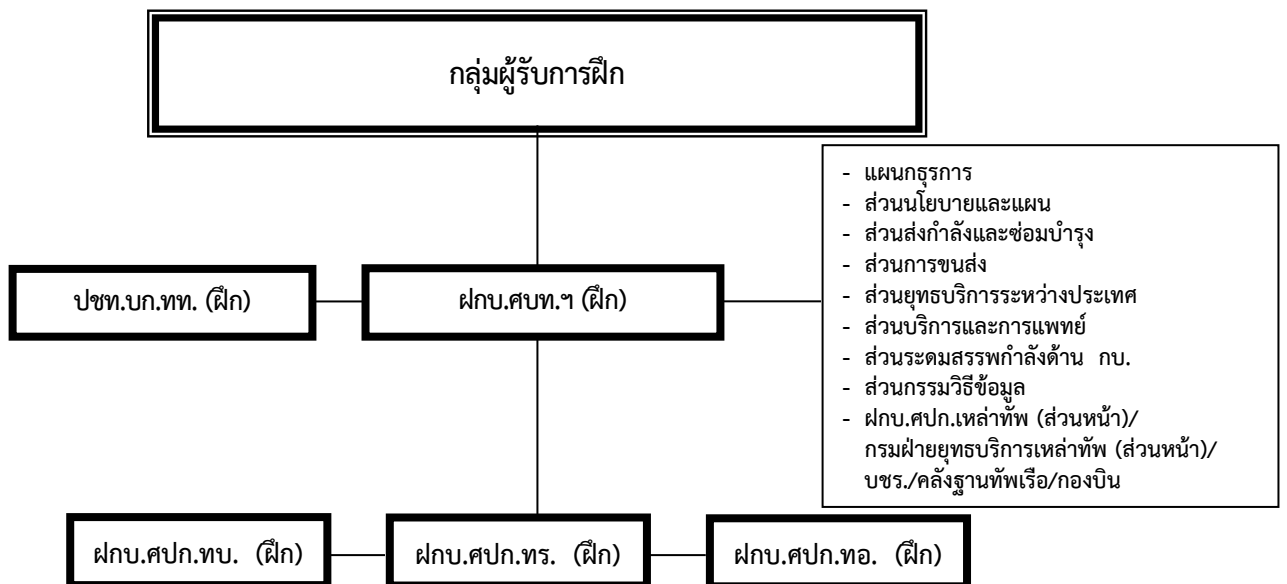 กลุ่มผู้รับการฝึก
- แผนกธุรการ
- ส่วนนโยบายและแผน
- ส่วนส่งกำลังและซ่อมบำรุง
- ส่วนการขนส่ง
- ส่วนยุทธบริการระหว่างประเทศ
- ส่วนบริการและการแพทย์
- ส่วนระดมสรรพกำลังด้าน กบ.
- ส่วนกรรมวิธีข้อมูล
- ฝกบ.ศปก.เหล่าทัพ (ส่วนหน้า)/
กรมฝ่ายยุทธบริการเหล่าทัพ (ส่วนหน้า)/
บชร./คลังฐานทัพเรือ/กองบิน
ปชท.บก.ทท. (ฝึก)
ฝกบ.ศบท.ฯ (ฝึก)
ฝกบ.ศปก.ทบ. (ฝึก)
ฝกบ.ศปก.ทร. (ฝึก)
ฝกบ.ศปก.ทอ. (ฝึก)